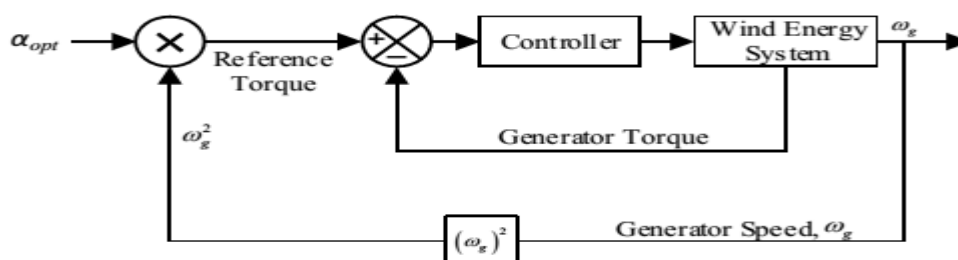 α_opt
×
Reference
Torque
+
−
Controller
Wind Energy
System
ω_g
ω_g^2
Generator Torque
(ω_g)^2
Generator Speed, ω_g